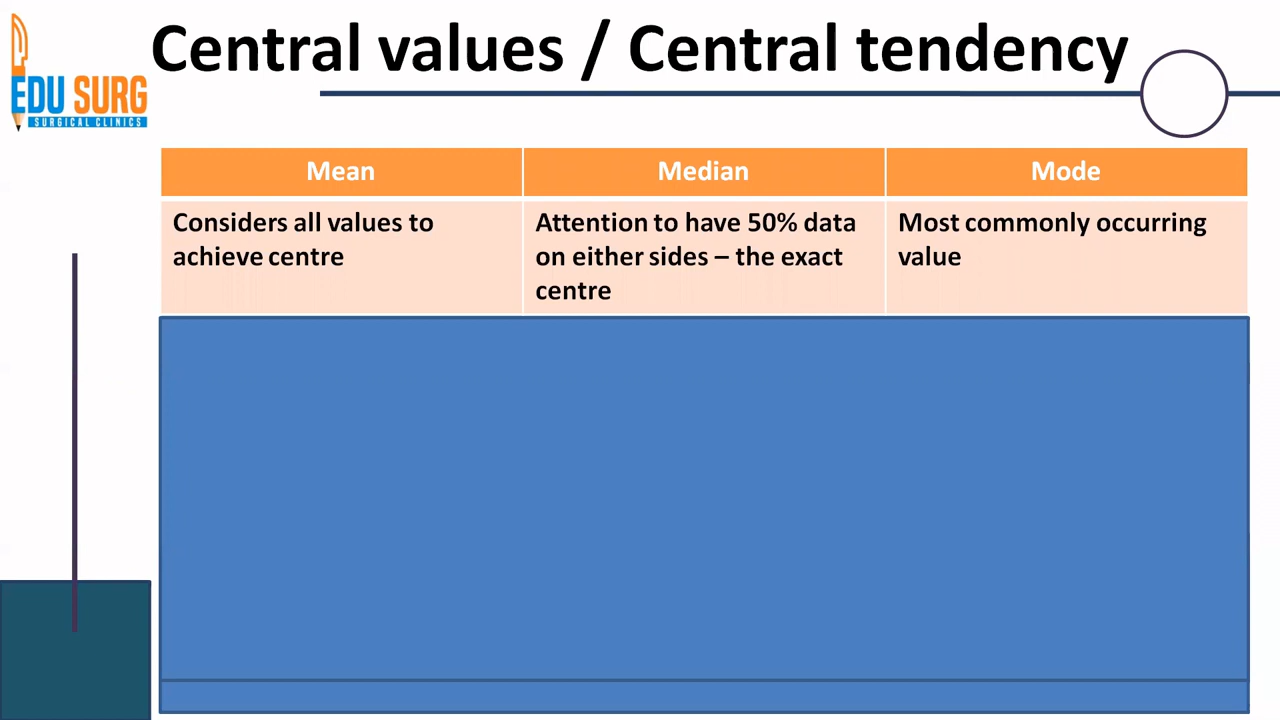 Central values / Central tendency
EDU SURG
SURGICAL CLINICS
Mean
Median
Mode
Considers all values to
achieve centre
Attention to have 50% data
on either sides – the exact
centre
Most commonly occurring
value